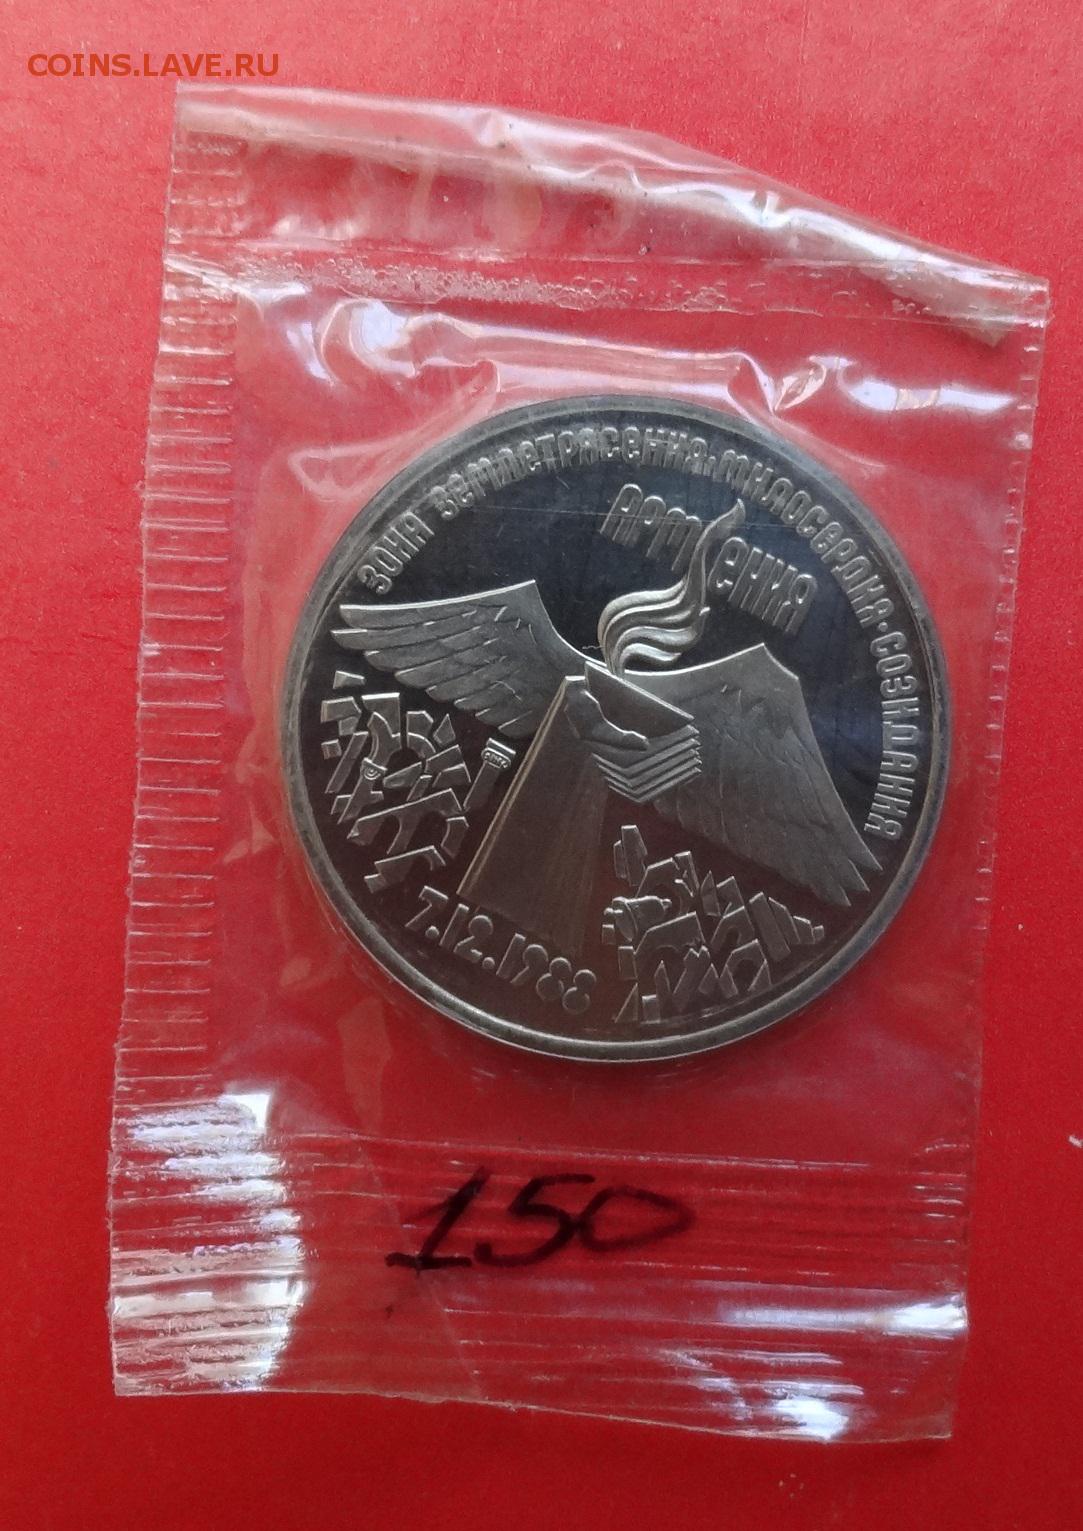 COINS.LAVE.RU
ЗОНА ЗЕМЛЕТРЯСЕНИЯ·МИЛОСЕРДИЯ·СОЗИДАНИЯ
АРМЕНИЯ
7.12.1988
150